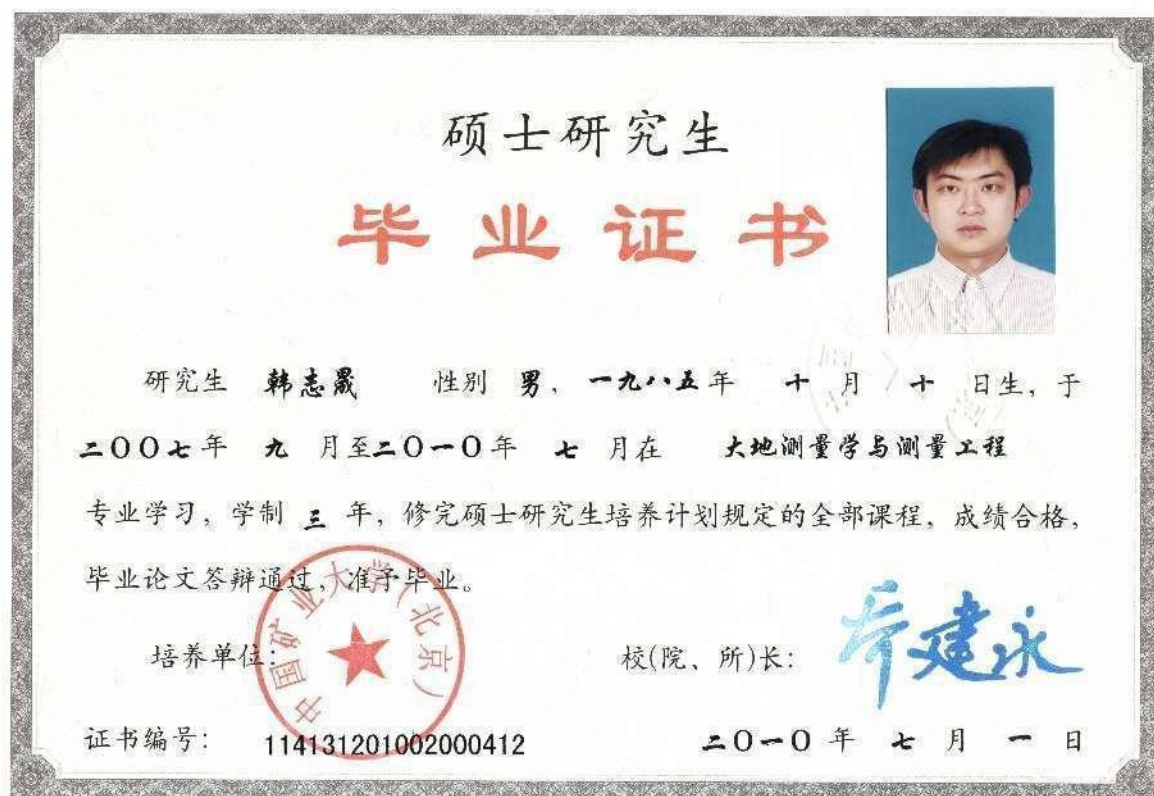 硕士研究生
毕业证书
研究生 韩志晸 性别 男，一九八五年 十 月 十 日生，于
二〇〇七年 九 月至二〇一〇年 七 月在 大地测量学与测量工程
专业学习，学制 三 年，修完硕士研究生培养计划规定的全部课程，成绩合格，
毕业论文答辩通过，准予毕业。
中国矿业大学(北京)
培养单位：
校(院、所)长：
乔建永
证书编号： 114131201002000412
二〇一〇 年 七 月 一 日